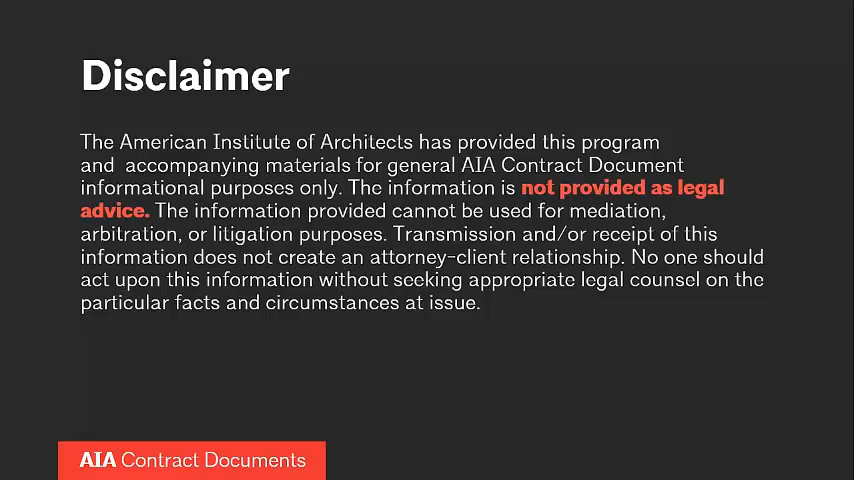 Disclaimer
The American Institute of Architects has provided this program
and  accompanying materials for general AIA Contract Document
informational purposes only. The information is not provided as legal
advice. The information provided cannot be used for mediation,
arbitration, or litigation purposes. Transmission and/or receipt of this
information does not create an attorney-client relationship. No one should
act upon this information without seeking appropriate legal counsel on the
particular facts and circumstances at issue.
AIA Contract Documents